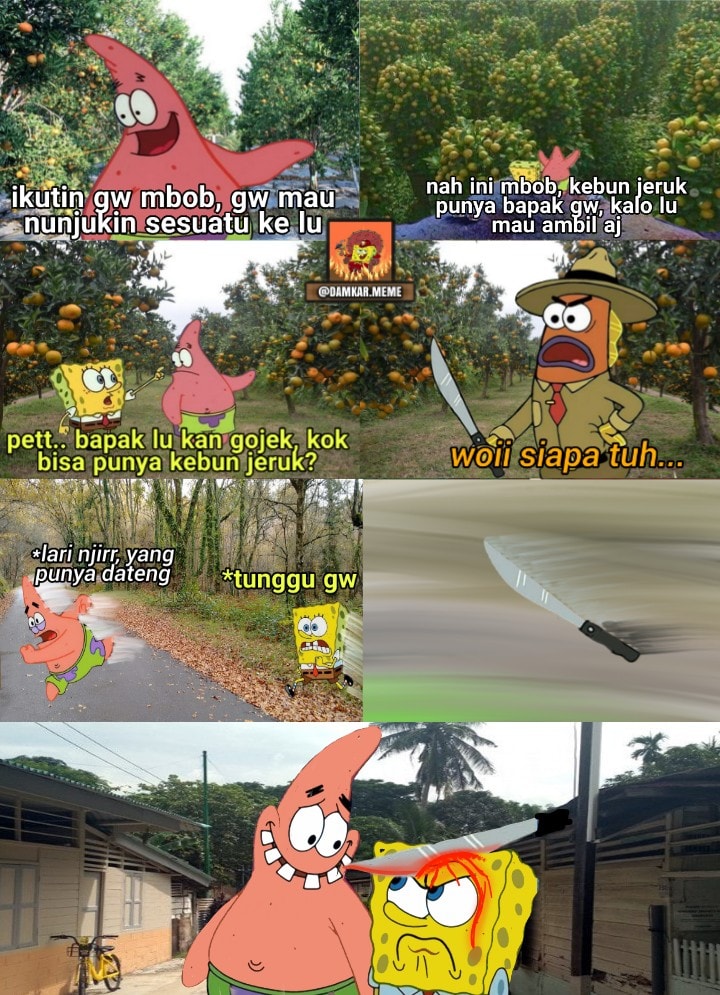 ikutin gw mbob, gw mau
nunjukin sesuatu ke lu
nah ini mbob, kebun jeruk
punya bapak gw, kalo lu
mau ambil aj
@DAMKAR.MEME
pett.. bapak lu kan gojek, kok
bisa punya kebun jeruk?
woii siapa tuh...
*lari njirr, yang
punya dateng
*tunggu gw